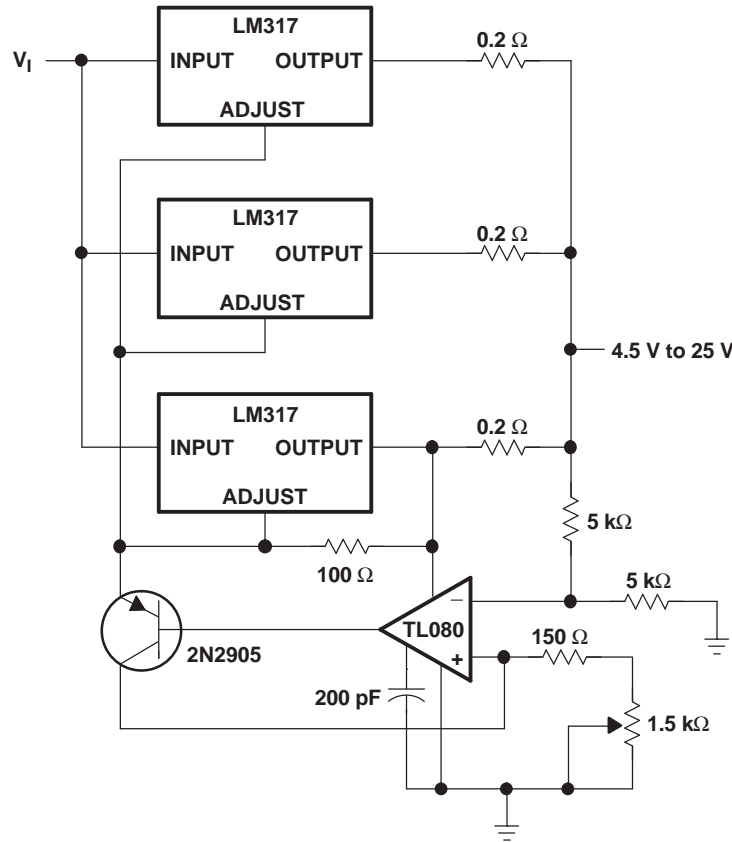 LM317
INPUT OUTPUT
ADJUST
0.2 Ω
VI
LM317
INPUT OUTPUT
ADJUST
0.2 Ω
4.5 V to 25 V
LM317
INPUT OUTPUT
ADJUST
0.2 Ω
5 kΩ
100 Ω
5 kΩ
−
TL080
+
150 Ω
2N2905
200 pF
1.5 kΩ